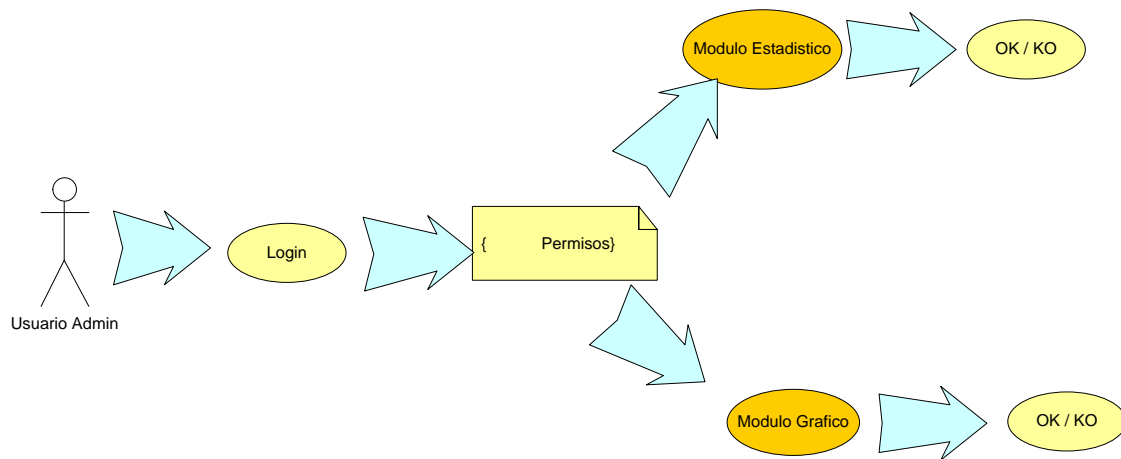 Modulo Estadistico
OK / KO
Login
{ Permisos}
Usuario Admin
Modulo Grafico
OK / KO